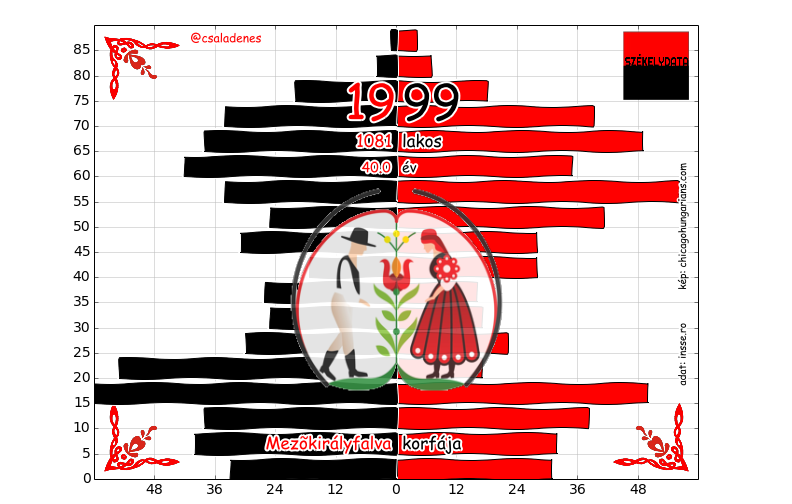 @csaladenes
SZÉKELYDATA
1999
1081 lakos
40.0 év
kép: chicagohungarians.com
adat: insse.ro
Mezõkirályfalva korfája
85
80
75
70
65
60
55
50
45
40
35
30
25
20
15
10
5
0
48 36 24 12 0 12 24 36 48